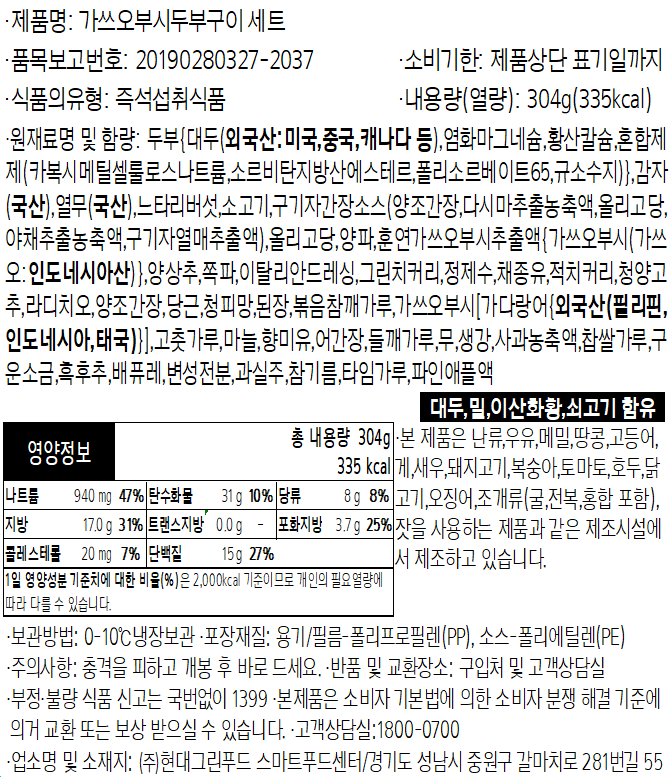 ·제품명: 가쓰오부시두부구이 세트
·품목보고번호: 20190280327-2037 ·소비기한: 제품상단 표기일까지
·식품의유형: 즉석섭취식품 ·내용량(열량): 304g(335kcal)
·원재료명 및 함량: 두부{대두(외국산:미국,중국,캐나다 등),염화마그네슘,황산칼슘,혼합제
제(카복시메틸셀룰로스나트륨,소르비탄지방산에스테르,폴리소르베이트65,규소수지)},감자
(국산),열무(국산),느타리버섯,소고기,구기자간장소스(양조간장,다시마추출농축액,올리고당,
야채추출농축액,구기자열매추출액),올리고당,양파,훈연가쓰오부시추출액{가쓰오부시(가쓰
오:인도네시아산)},양상추,쪽파,이탈리안드레싱,그린치커리,정제수,채종유,적치커리,청양고
추,라디치오,양조간장,당근,청피망,된장,볶음참깨가루,가쓰오부시[가다랑어{외국산(필리핀,
인도네시아,태국)}],고춧가루,마늘,향미유,어간장,들깨가루,무,생강,사과농축액,찹쌀가루,구
운소금,흑후추,배퓨레,변성전분,과실주,참기름,타임가루,파인애플액
대두,밀,이산화황,쇠고기 함유
영양정보
총 내용량 304g
335 kcal
나트륨 940 mg 47% 탄수화물 31 g 10% 당류 8 g 8%
지방 17.0 g 31% 트랜스지방 0.0 g - 포화지방 3.7 g 25%
콜레스테롤 20 mg 7% 단백질 15 g 27%
1일 영양성분 기준치에 대한 비율(%)은 2,000kcal 기준이므로 개인의 필요열량에
따라 다를 수 있습니다.
·본 제품은 난류,우유,메밀,땅콩,고등어,
게,새우,돼지고기,복숭아,토마토,호두,닭
고기,오징어,조개류(굴,전복,홍합 포함),
잣을 사용하는 제품과 같은 제조시설에
서 제조하고 있습니다.
·보관방법: 0-10℃냉장보관 ·포장재질: 용기/필름-폴리프로필렌(PP), 소스-폴리에틸렌(PE)
·주의사항: 충격을 피하고 개봉 후 바로 드세요. ·반품 및 교환장소: 구입처 및 고객상담실
·부정·불량 식품 신고는 국번없이 1399 ·본제품은 소비자 기본법에 의한 소비자 분쟁 해결 기준에
의거 교환 또는 보상 받으실 수 있습니다. ·고객상담실:1800-0700
·업소명 및 소재지: (주)현대그린푸드 스마트푸드센터/경기도 성남시 중원구 갈마치로 281번길 55